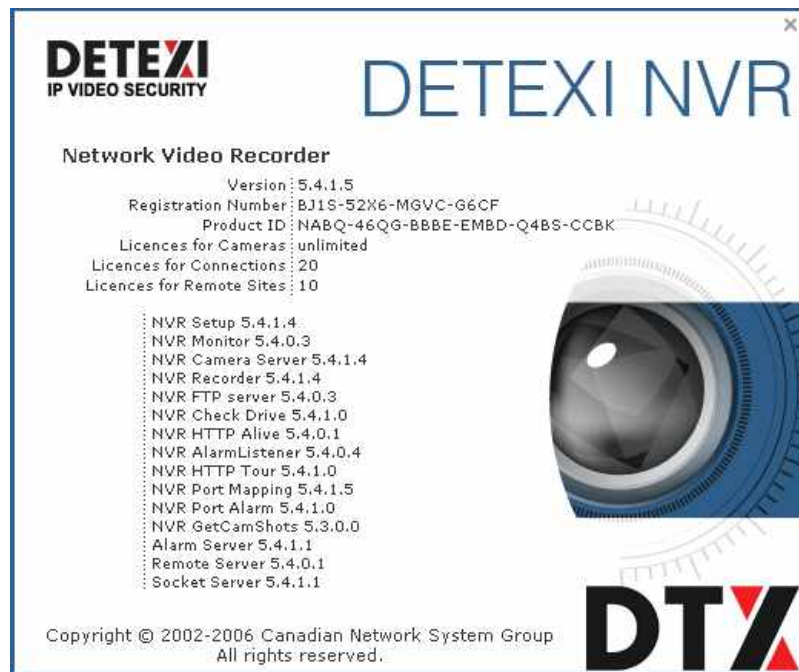 DETEXI
IP VIDEO SECURITY
DETEXI NVR
Network Video Recorder
Version 5.4.1.5
Registration Number BJ1S-52X6-MGVC-G6CF
Product ID NABQ-46QG-BBBE-EMBD-Q4BS-CCBK
Licences for Cameras unlimited
Licences for Connections 20
Licences for Remote Sites 10
NVR Setup 5.4.1.4
NVR Monitor 5.4.0.3
NVR Camera Server 5.4.1.4
NVR Recorder 5.4.1.4
NVR FTP server 5.4.0.3
NVR Check Drive 5.4.1.0
NVR HTTP Alive 5.4.0.1
NVR AlarmListener 5.4.0.4
NVR HTTP Tour 5.4.1.0
NVR Port Mapping 5.4.1.5
NVR Port Alarm 5.4.1.0
NVR GetCamShots 5.3.0.0
Alarm Server 5.4.1.1
Remote Server 5.4.0.1
Socket Server 5.4.1.1
DTX
Copyright © 2002-2006 Canadian Network System Group
All rights reserved.